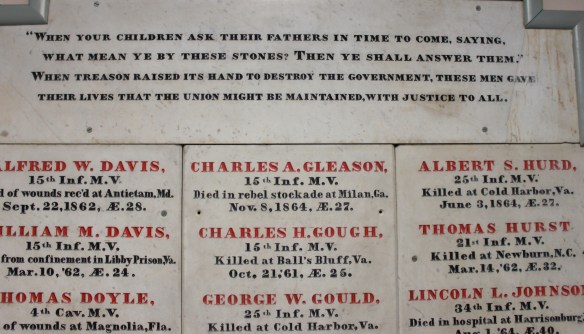 "WHEN YOUR CHILDREN ASK THEIR FATHERS IN TIME TO COME, SAYING,
WHAT MEAN YE BY THESE STONES? THEN YE SHALL ANSWER THEM."
WHEN TREASON RAISED ITS HAND TO DESTROY THE GOVERNMENT, THESE MEN GAVE
THEIR LIVES THAT THE UNION MIGHT BE MAINTAINED, WITH JUSTICE TO ALL.
ALFRED W. DAVIS,
15th Inf. M.V.
d of wounds rec'd at Antietam, Md.
Sept. 22, 1862, Æ. 28.
WILLIAM M. DAVIS,
15th Inf. M.V.
from confinement in Libby Prison, Va.
Mar. 10, '62, Æ. 24.
THOMAS DOYLE,
4th Cav. M.V.
of wounds at Magnolia, Fla.
CHARLES A. GLEASON,
15th Inf. M.V.
Died in rebel stockade at Milan, Ga.
Nov. 8, 1864, Æ. 27.
CHARLES H. GOUGH,
15th Inf. M.V.
Killed at Ball's Bluff, Va.
Oct. 21, '61, Æ. 25.
GEORGE W. GOULD,
25th Inf. M.V.
Killed at Cold Harbor, Va.
ALBERT S. HURD,
25th Inf. M.V.
Killed at Cold Harbor, Va.
June 3, 1864, Æ. 27.
THOMAS HURST
21st Inf. M.V.
Killed at Newburn, N.C.
Mar. 14, '62, Æ. 32.
LINCOLN L. JOHNSON
34th Inf. M.V.
Died in hospital at Harrisonburg